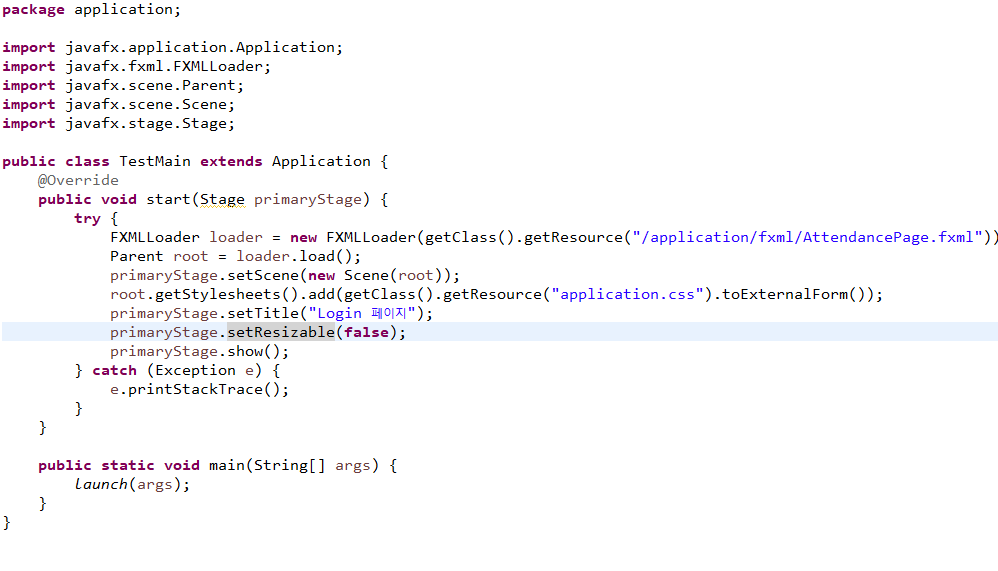 package application;
import javafx.application.Application;
import javafx.fxml.FXMLLoader;
import javafx.scene.Parent;
import javafx.scene.Scene;
import javafx.stage.Stage;
public class TestMain extends Application {
@Override
public void start(Stage primaryStage) {
try {
FXMLLoader loader = new FXMLLoader(getClass().getResource("/application/fxml/AttendancePage.fxml"))
Parent root = loader.load();
primaryStage.setScene(new Scene(root));
root.getStylesheets().add(getClass().getResource("application.css").toExternalForm());
primaryStage.setTitle("Login 페이지");
primaryStage.setResizable(false);
primaryStage.show();
} catch (Exception e) {
e.printStackTrace();
}
}
public static void main(String[] args) {
launch(args);
}
}